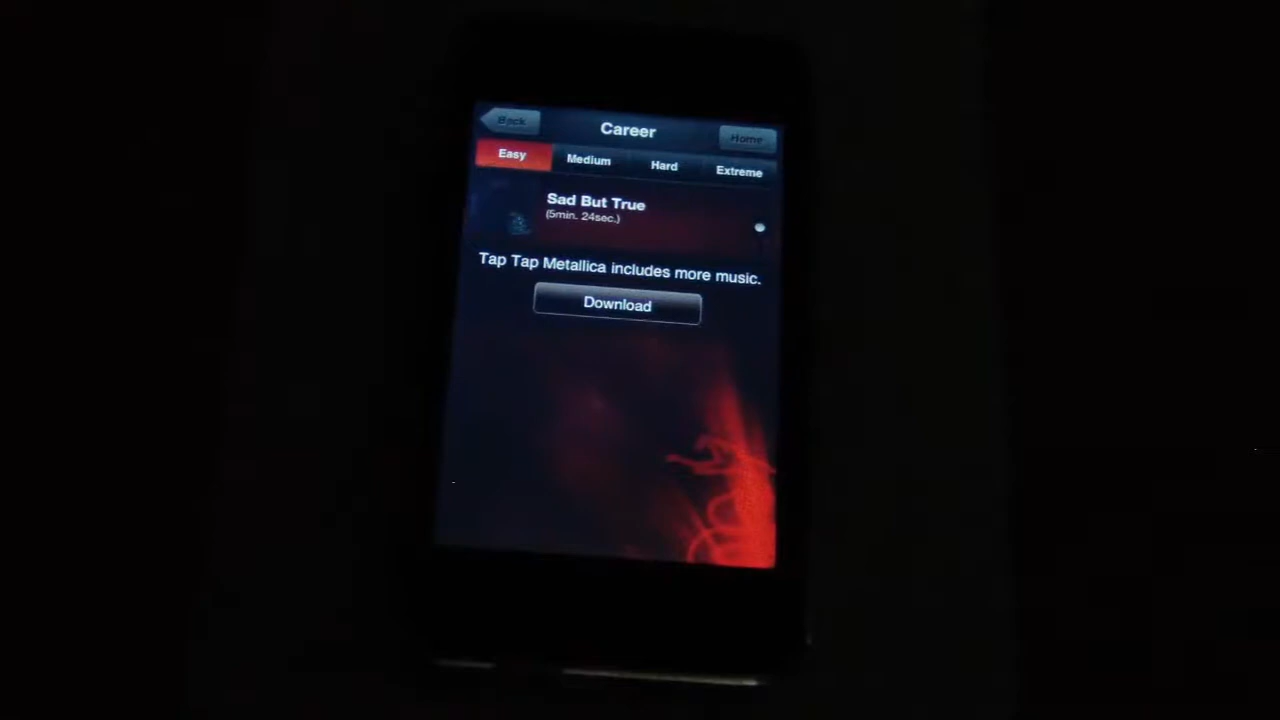 Back
Career
Home
Easy
Medium
Hard
Extreme
Sad But True
(5min. 24sec.)
Tap Tap Metallica includes more music.
Download